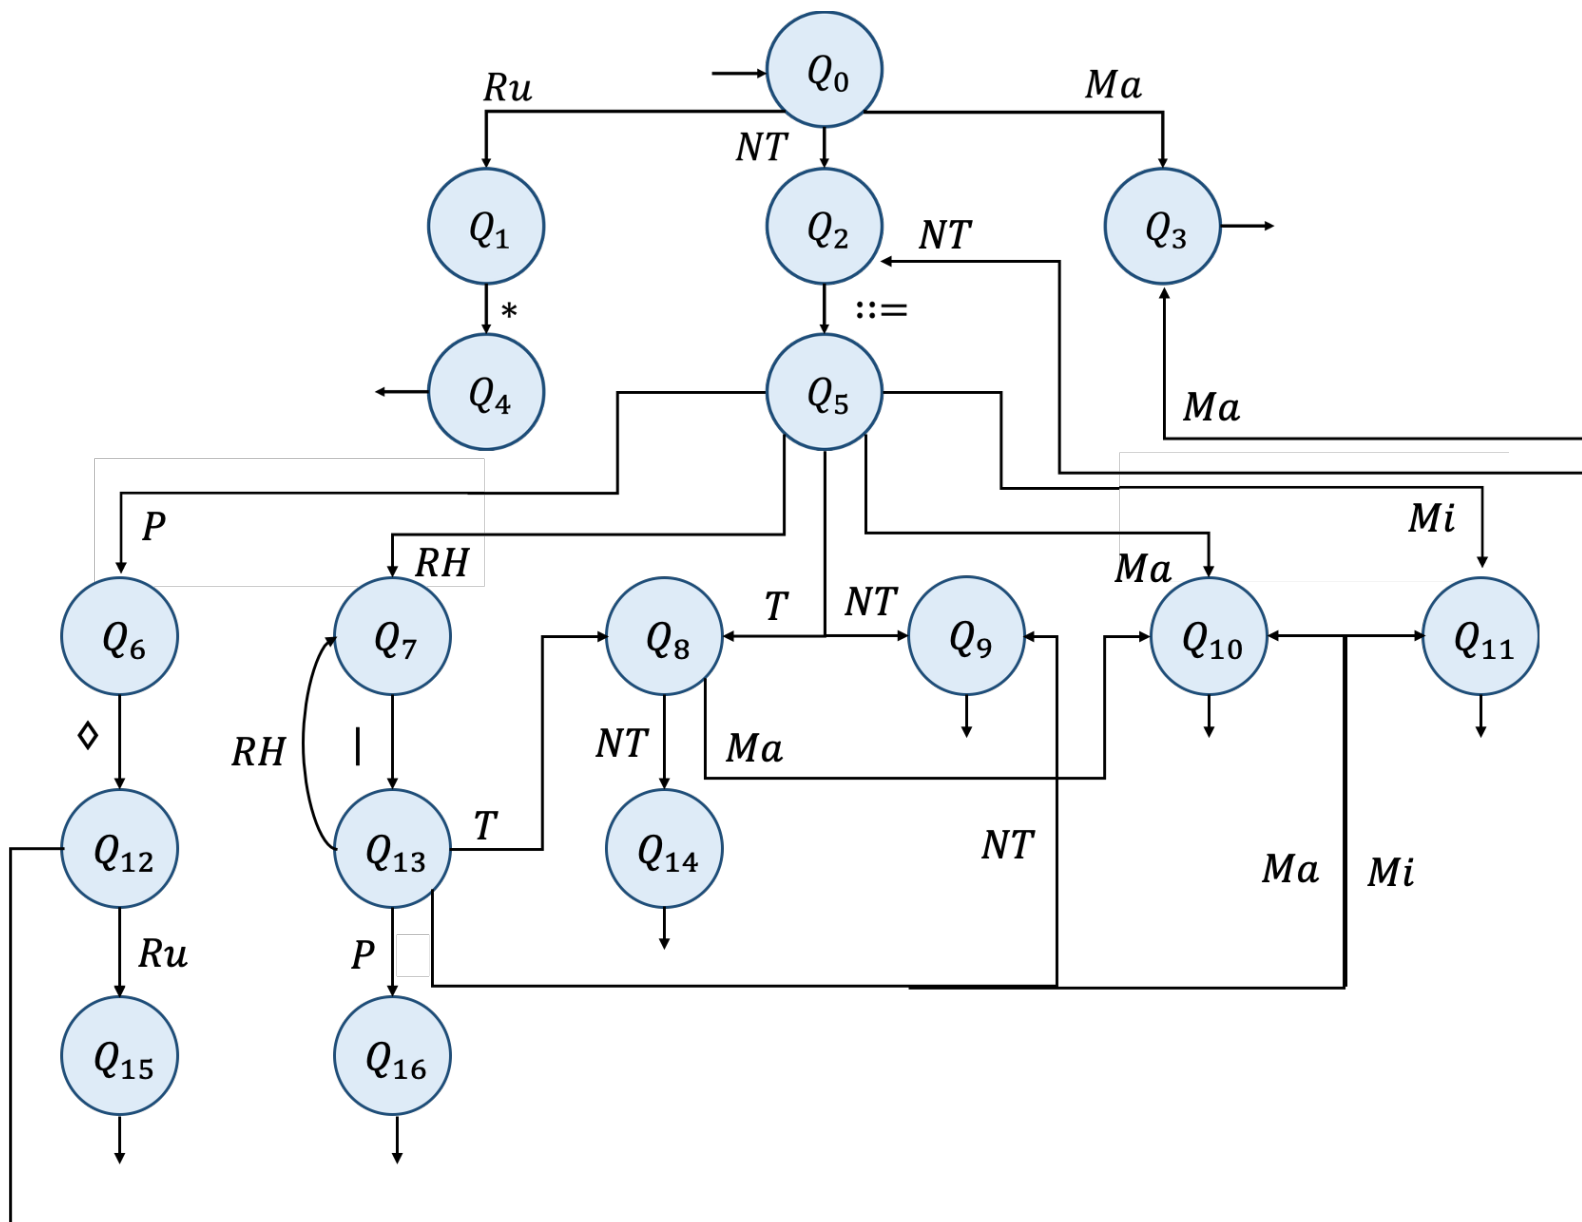 Q₀
Ru
Ma
NT
Q₁
Q₂
NT
Q₃
*
::=
Q₄
Q₅
Ma
P
RH
Ma
Mi
T
NT
Q₆
Q₇
Q₈
Q₉
Q₁₀
Q₁₁
◊
RH
|
NT
Ma
T
NT
Ma
Mi
Q₁₂
Q₁₃
Q₁₄
Ru
P
Q₁₅
Q₁₆